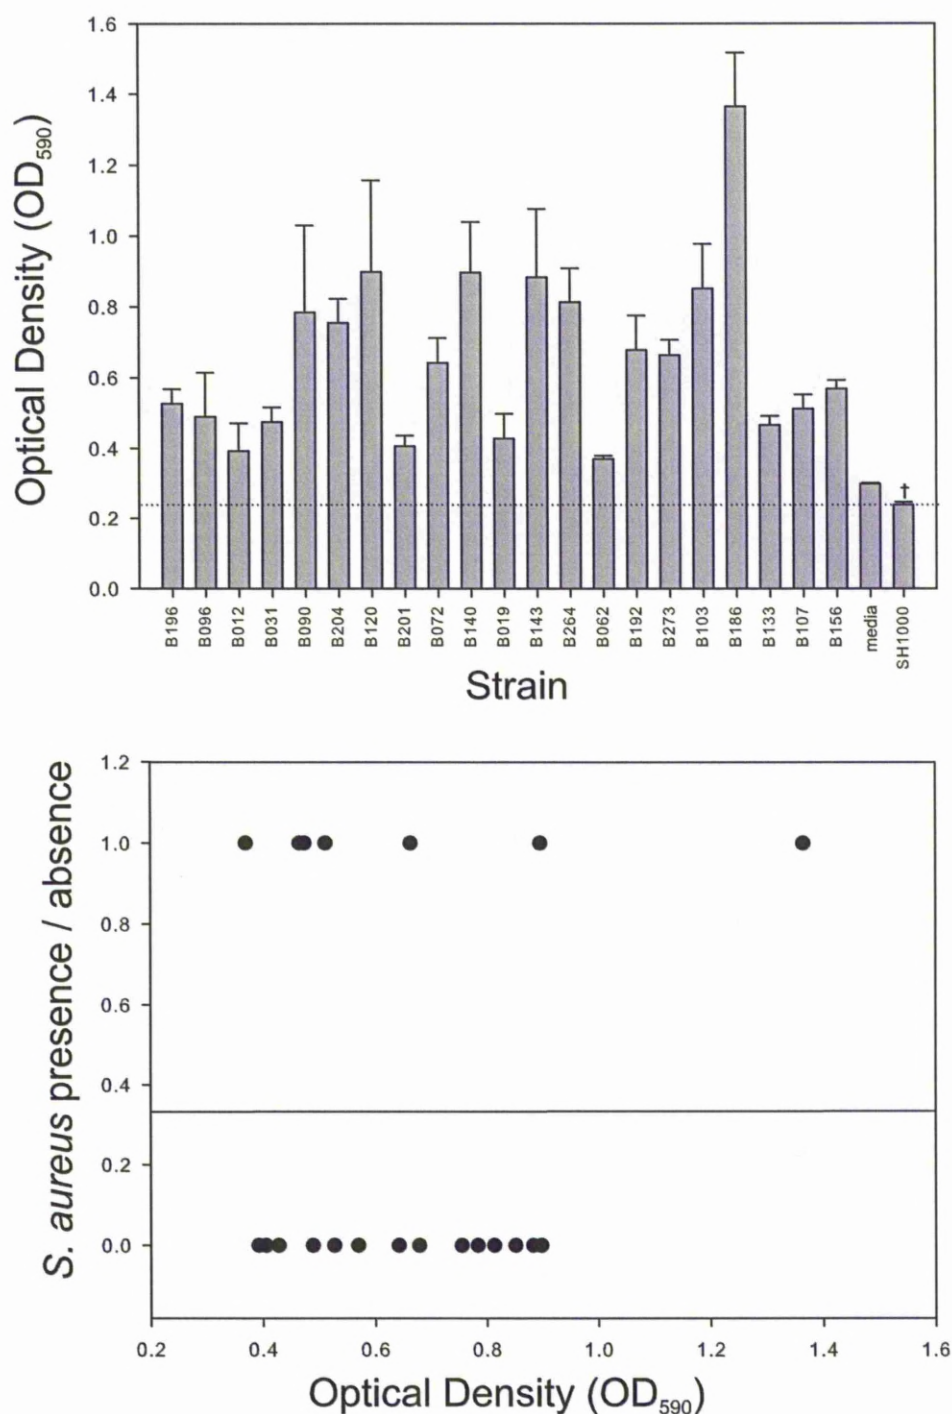 1.6
1.4
1.2
1.0
0.8
0.6
0.4
0.2
0.0
Optical Density (OD590)
B196 B096 B012 B031 B090 B204 B120 B201 B072 B140 B019 B143 B264 B062 B192 B273 B103 B186 B133 B107 B156 media SH1000
†
Strain
1.2
1.0
0.8
0.6
0.4
0.2
0.0
S. aureus presence / absence
0.2 0.4 0.6 0.8 1.0 1.2 1.4 1.6
Optical Density (OD590)